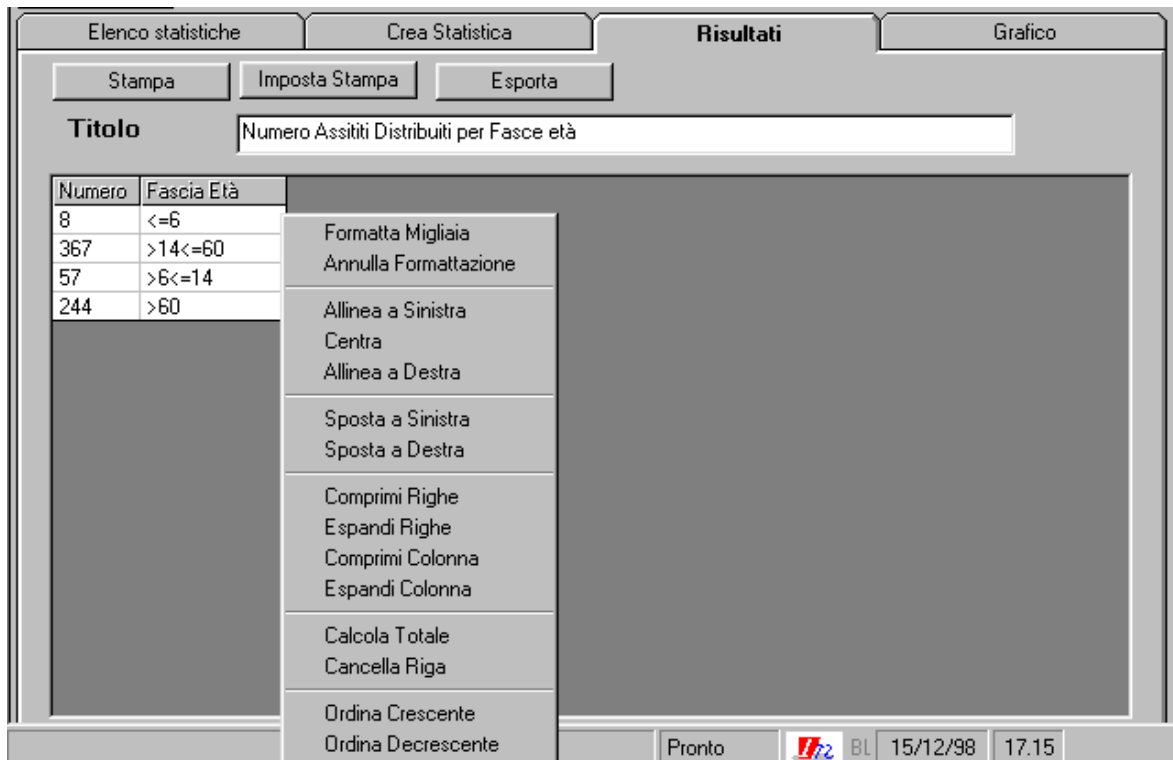 Elenco statistiche Crea Statistica Risultati Grafico
Stampa Imposta Stampa Esporta
Titolo Numero Assititi Distribuiti per Fasce età
Numero Fascia Età
8 <=6
367 >14<=60
57 >6<=14
244 >60
Formatta Migliaia
Annulla Formattazione
Allinea a Sinistra
Centra
Allinea a Destra
Sposta a Sinistra
Sposta a Destra
Comprimi Righe
Espandi Righe
Comprimi Colonna
Espandi Colonna
Calcola Totale
Cancella Riga
Ordina Crescente
Ordina Decrescente
Pronto BL 15/12/98 17.15